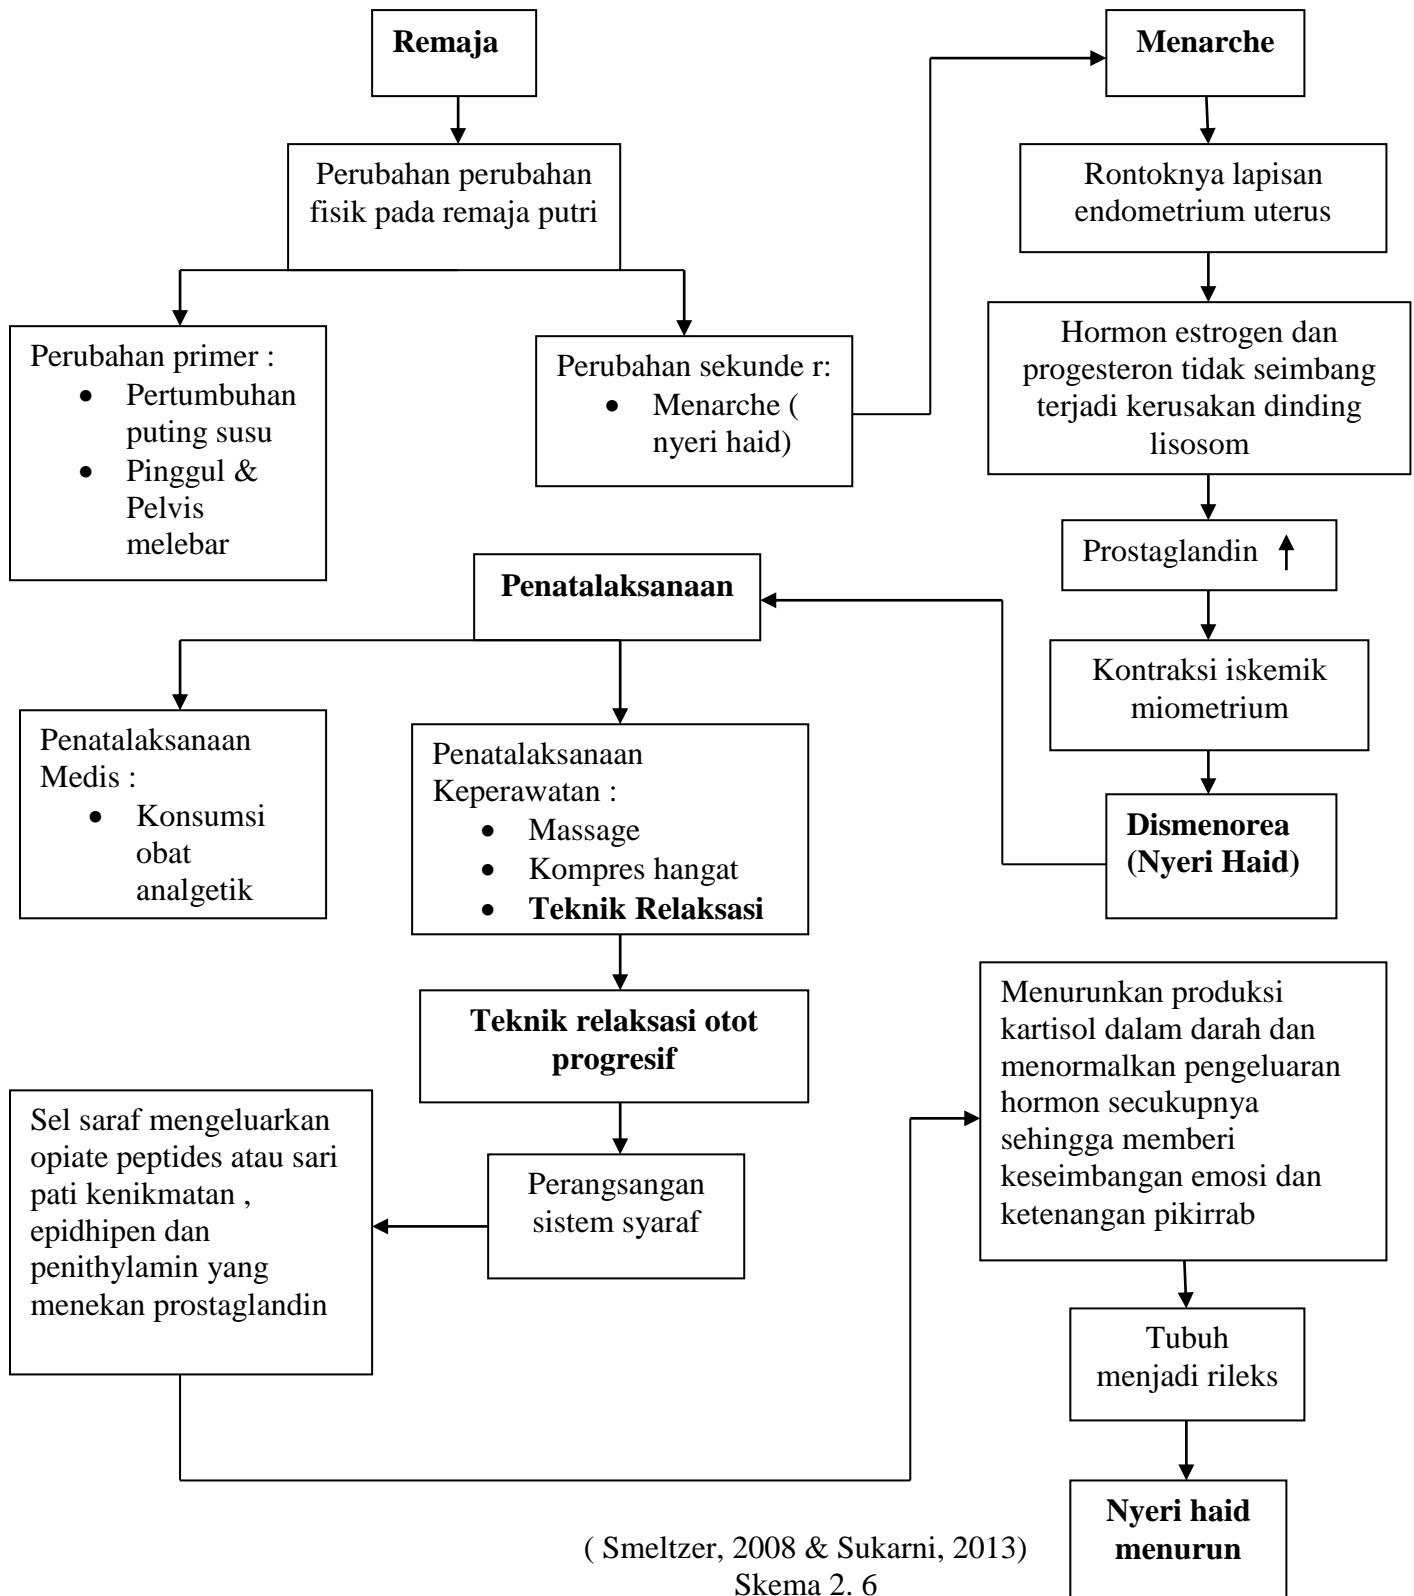 Remaja
Perubahan perubahan
fisik pada remaja putri
Perubahan primer :
• Pertumbuhan
puting susu
• Pinggul &
Pelvis
melebar
Perubahan sekunde r:
• Menarche (
nyeri haid)
Menarche
Rontoknya lapisan
endometrium uterus
Hormon estrogen dan
progesteron tidak seimbang
terjadi kerusakan dinding
lisosom
Prostaglandin
Kontraksi iskemik
miometrium
Dismenorea
(Nyeri Haid)
Penatalaksanaan
Penatalaksanaan
Medis :
• Konsumsi
obat
analgetik
Penatalaksanaan
Keperawatan :
• Massage
• Kompres hangat
• Teknik Relaksasi
Teknik relaksasi otot
progresif
Perangsangan
sistem syaraf
Sel saraf mengeluarkan
opiate peptides atau sari
pati kenikmatan ,
epidhipen dan
penithylamin yang
menekan prostaglandin
Menurunkan produksi
kartisol dalam darah dan
menormalkan pengeluaran
hormon secukupnya
sehingga memberi
keseimbangan emosi dan
ketenangan pikirrab
Tubuh
menjadi rileks
Nyeri haid
menurun
( Smeltzer, 2008 & Sukarni, 2013)
Skema 2. 6